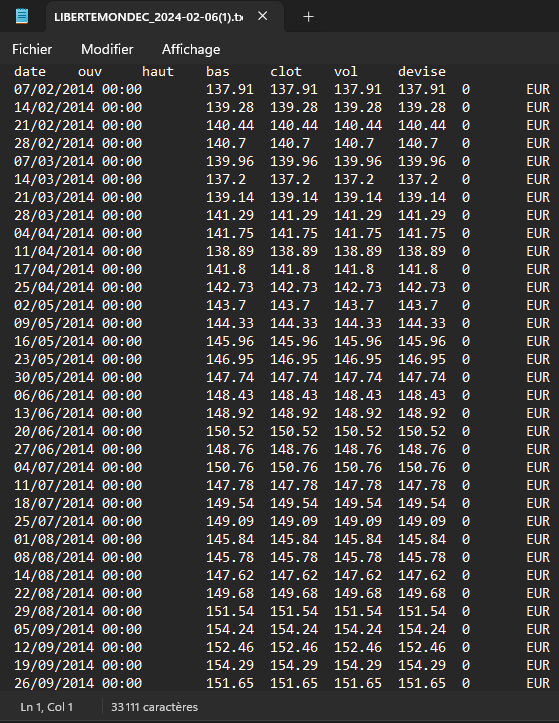 LIBERTEMONDEC_2024-02-06(1).tx
Fichier Modifier Affichage
date ouv haut bas clot vol devise
07/02/2014 00:00 137.91 137.91 137.91 137.91 0 EUR
14/02/2014 00:00 139.28 139.28 139.28 139.28 0 EUR
21/02/2014 00:00 140.44 140.44 140.44 140.44 0 EUR
28/02/2014 00:00 140.7 140.7 140.7 140.7 0 EUR
07/03/2014 00:00 139.96 139.96 139.96 139.96 0 EUR
14/03/2014 00:00 137.2 137.2 137.2 137.2 0 EUR
21/03/2014 00:00 139.14 139.14 139.14 139.14 0 EUR
28/03/2014 00:00 141.29 141.29 141.29 141.29 0 EUR
04/04/2014 00:00 141.75 141.75 141.75 141.75 0 EUR
11/04/2014 00:00 138.89 138.89 138.89 138.89 0 EUR
17/04/2014 00:00 141.8 141.8 141.8 141.8 0 EUR
25/04/2014 00:00 142.73 142.73 142.73 142.73 0 EUR
02/05/2014 00:00 143.7 143.7 143.7 143.7 0 EUR
09/05/2014 00:00 144.33 144.33 144.33 144.33 0 EUR
16/05/2014 00:00 145.96 145.96 145.96 145.96 0 EUR
23/05/2014 00:00 146.95 146.95 146.95 146.95 0 EUR
30/05/2014 00:00 147.74 147.74 147.74 147.74 0 EUR
06/06/2014 00:00 148.43 148.43 148.43 148.43 0 EUR
13/06/2014 00:00 148.92 148.92 148.92 148.92 0 EUR
20/06/2014 00:00 150.52 150.52 150.52 150.52 0 EUR
27/06/2014 00:00 148.76 148.76 148.76 148.76 0 EUR
04/07/2014 00:00 150.76 150.76 150.76 150.76 0 EUR
11/07/2014 00:00 147.78 147.78 147.78 147.78 0 EUR
18/07/2014 00:00 149.54 149.54 149.54 149.54 0 EUR
25/07/2014 00:00 149.09 149.09 149.09 149.09 0 EUR
01/08/2014 00:00 145.84 145.84 145.84 145.84 0 EUR
08/08/2014 00:00 145.78 145.78 145.78 145.78 0 EUR
14/08/2014 00:00 147.62 147.62 147.62 147.62 0 EUR
22/08/2014 00:00 149.68 149.68 149.68 149.68 0 EUR
29/08/2014 00:00 151.54 151.54 151.54 151.54 0 EUR
05/09/2014 00:00 154.24 154.24 154.24 154.24 0 EUR
12/09/2014 00:00 152.46 152.46 152.46 152.46 0 EUR
19/09/2014 00:00 154.29 154.29 154.29 154.29 0 EUR
26/09/2014 00:00 151.65 151.65 151.65 151.65 0 EUR
Ln 1, Col 1 33 111 caractères